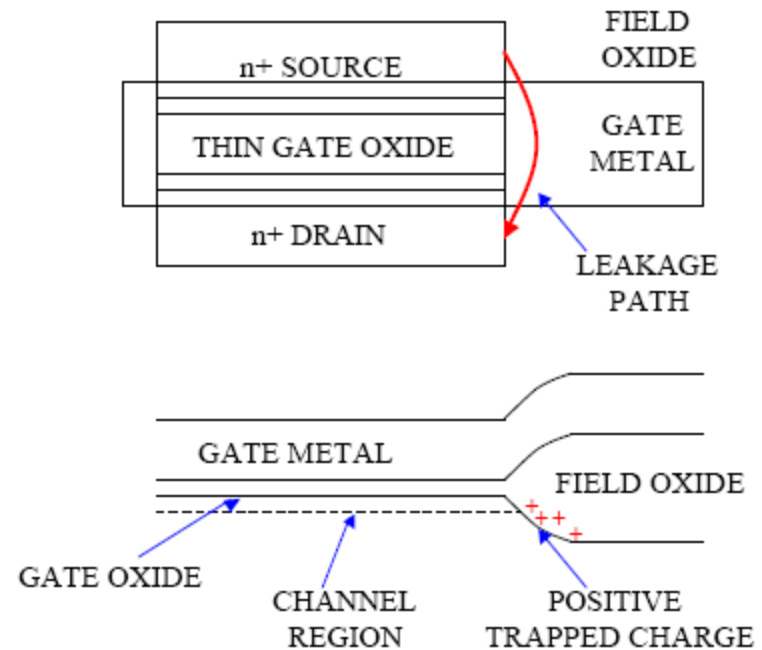 FIELD
OXIDE
n+ SOURCE
THIN GATE OXIDE
GATE
METAL
n+ DRAIN
LEAKAGE
PATH
GATE METAL
FIELD OXIDE
+
++
+
GATE OXIDE
CHANNEL
REGION
POSITIVE
TRAPPED CHARGE